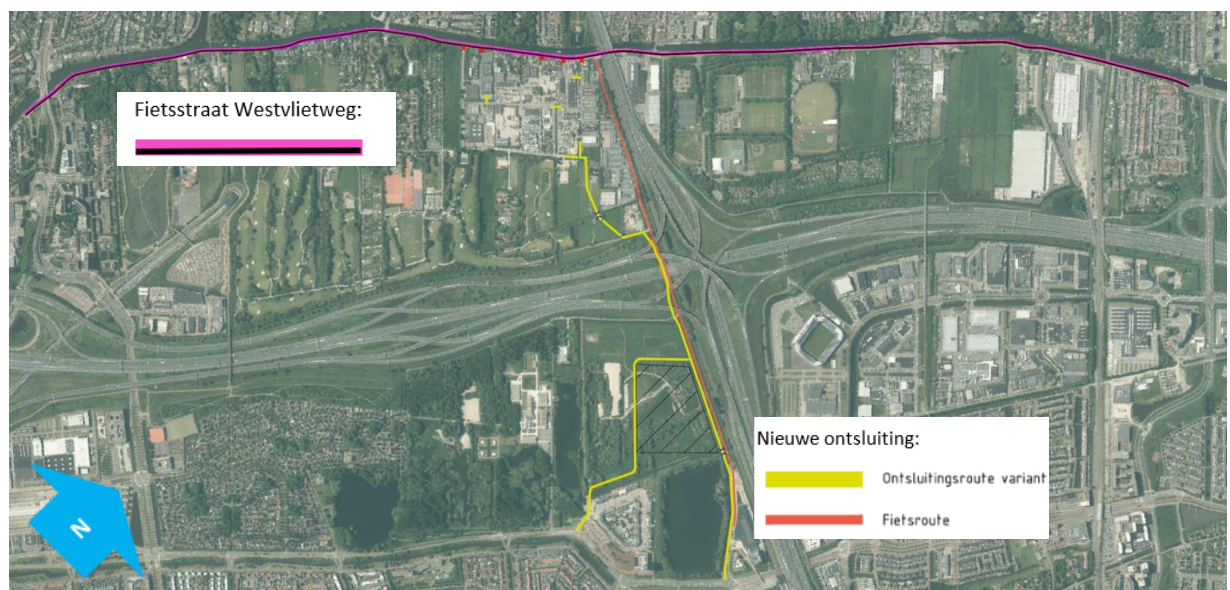 Fietsstraat Westvlietweg:
Nieuwe ontsluiting:
Ontsluitingsroute variant
Fietsroute
N